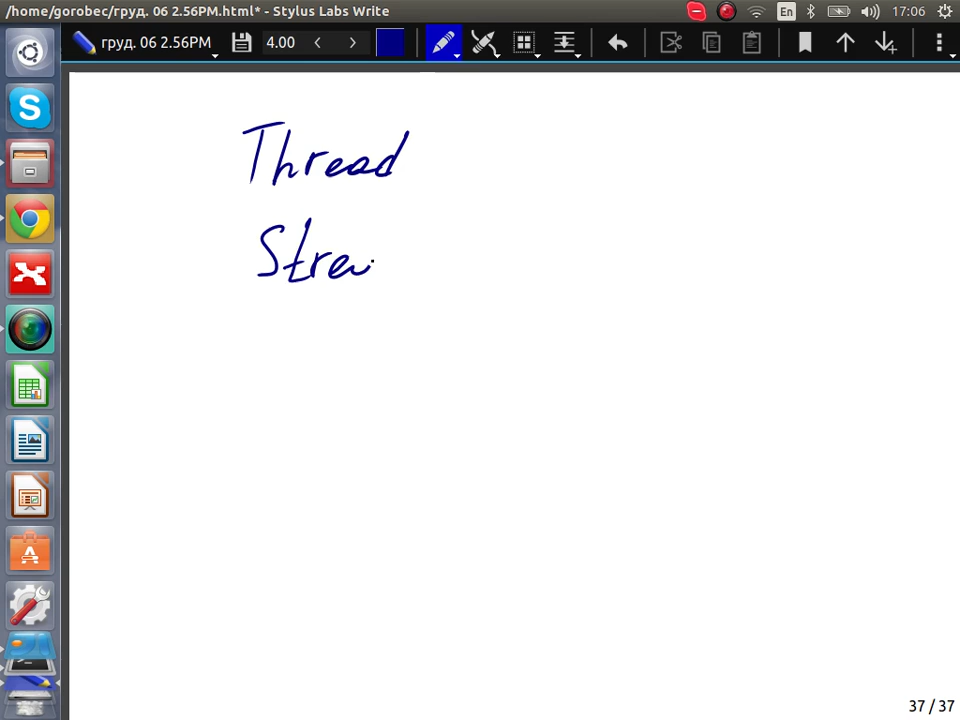 /home/gorobec/груд. 06 2.56PM.html* - Stylus Labs Write
En
17:06
груд. 06 2.56PM
4.00
Thread
Strea
37 / 37